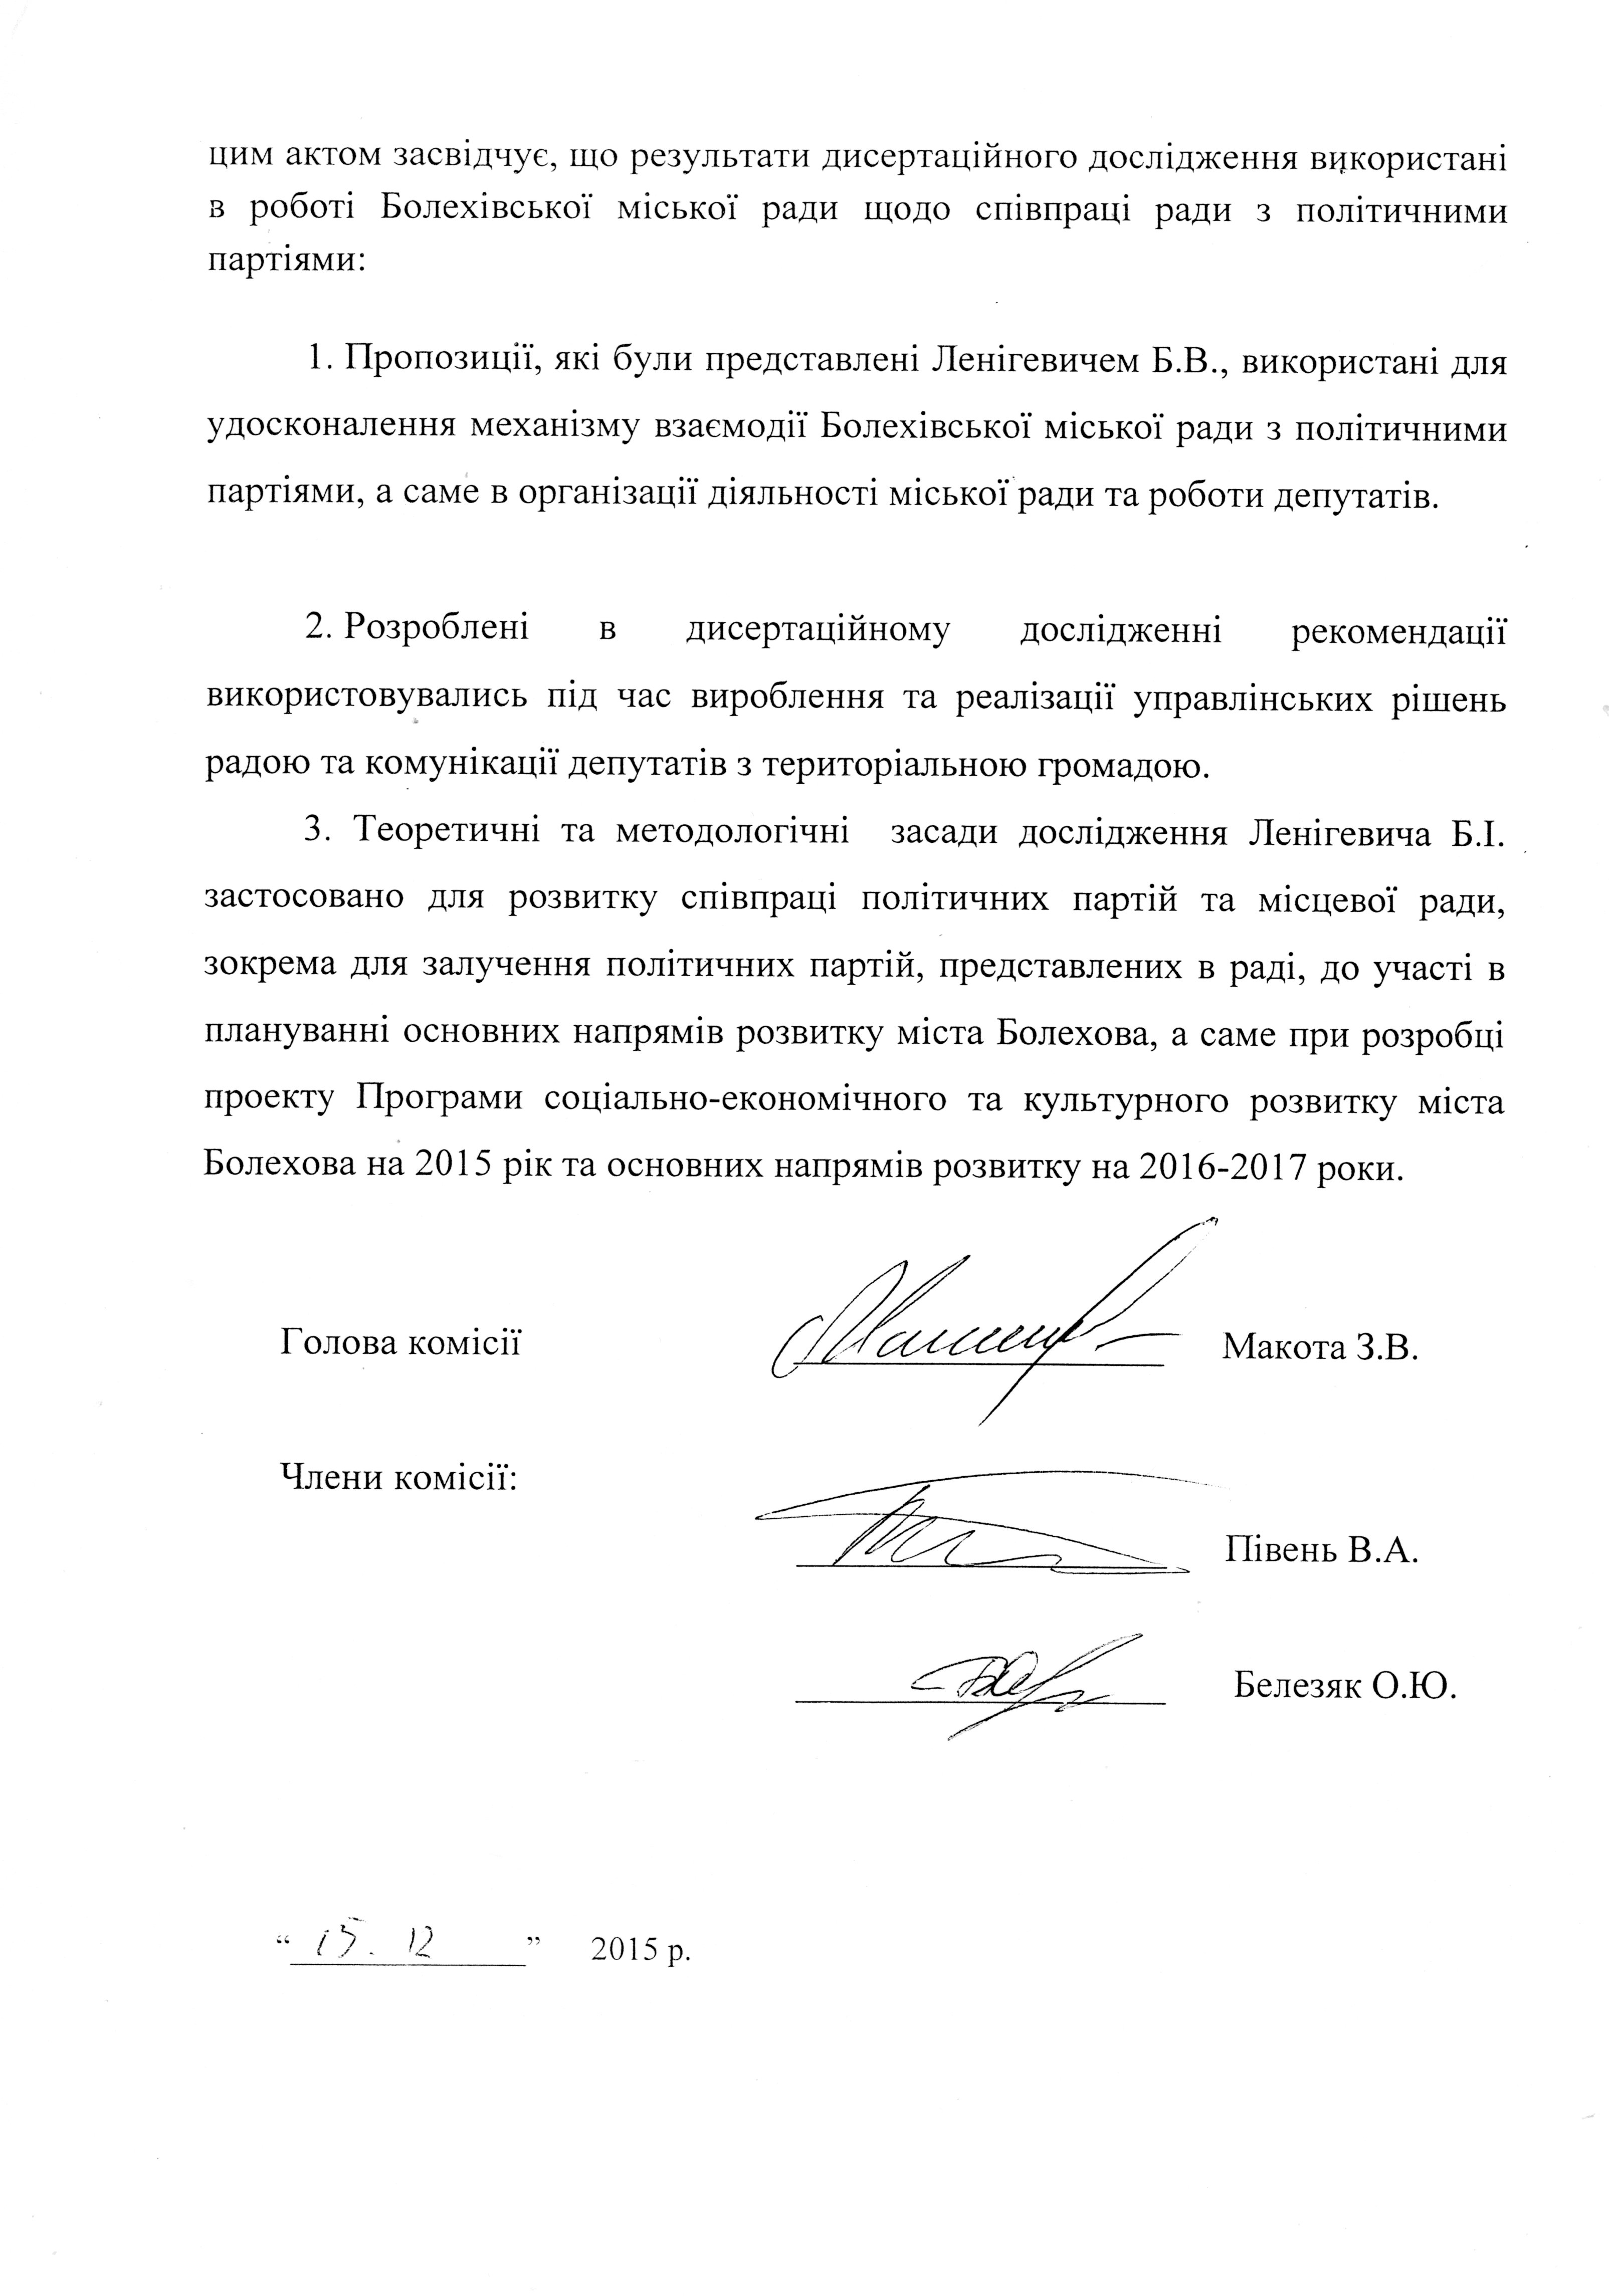 цим актом засвідчує, що результати дисертаційного дослідження використані
в роботі Болехівської міської ради щодо співпраці ради з політичними
партіями:
1. Пропозиції, які були представлені Ленігевичем Б.В., використані для
удосконалення механізму взаємодії Болехівської міської ради з політичними
партіями, а саме в організації діяльності міської ради та роботи депутатів.
2. Розроблені в дисертаційному дослідженні рекомендації
використовувались під час вироблення та реалізації управлінських рішень
радою та комунікації депутатів з територіальною громадою.
3. Теоретичні та методологічні засади дослідження Ленігевича Б.І.
застосовано для розвитку співпраці політичних партій та місцевої ради,
зокрема для залучення політичних партій, представлених в раді, до участі в
плануванні основних напрямів розвитку міста Болехова, а саме при розробці
проекту Програми соціально-економічного та культурного розвитку міста
Болехова на 2015 рік та основних напрямів розвитку на 2016-2017 роки.
Голова комісії Макота З.В.
Члени комісії:
Півень В.А.
Белезяк О.Ю.
“15. 12” 2015 р.